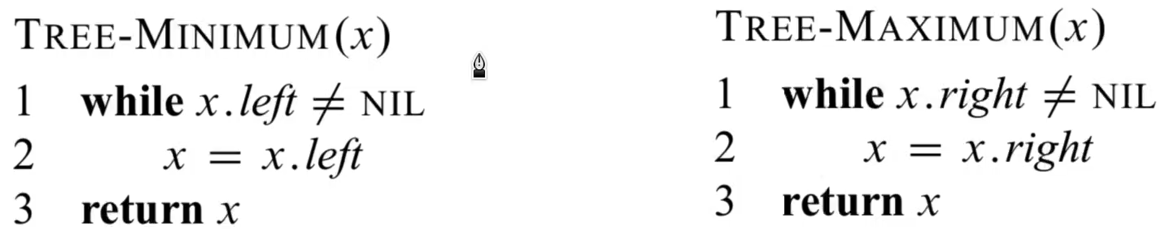 TREE-MINIMUM(x)
1 while x.left ≠ NIL
2 x = x.left
3 return x
TREE-MAXIMUM(x)
1 while x.right ≠ NIL
2 x = x.right
3 return x